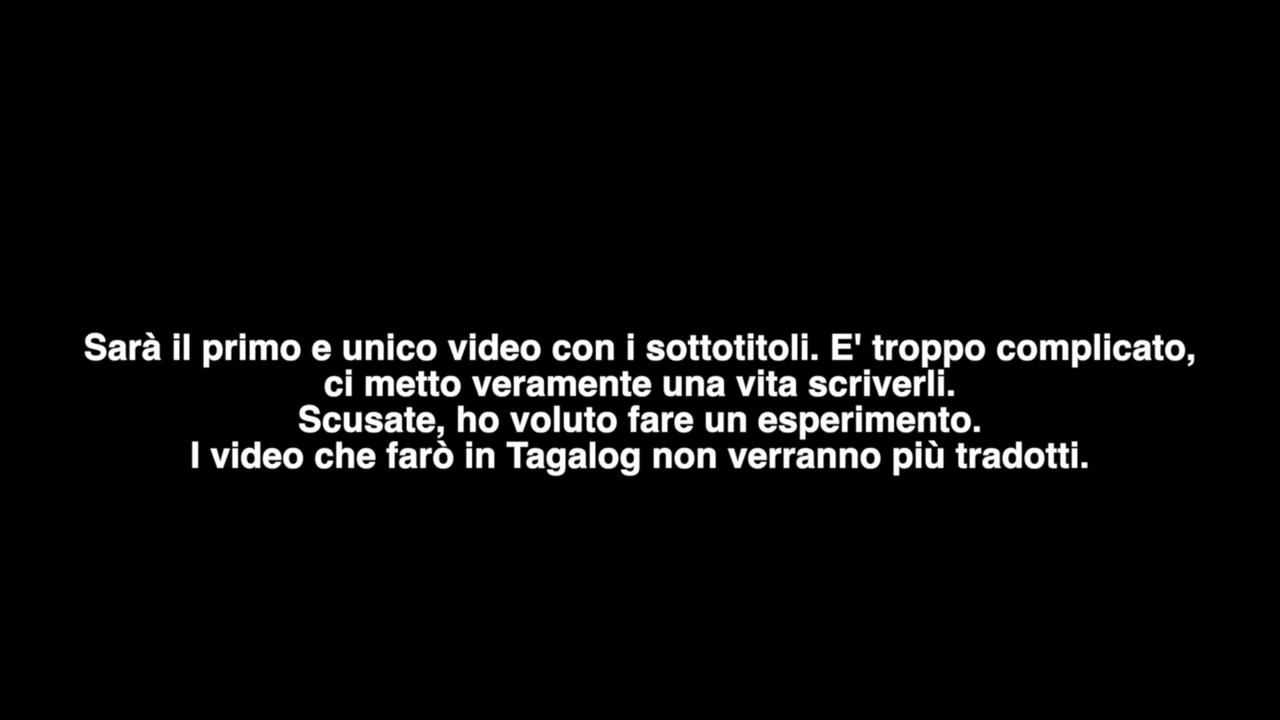 Sarà il primo e unico video con i sottotitoli. E' troppo complicato,
ci metto veramente una vita scriverli.
Scusate, ho voluto fare un esperimento.
I video che farò in Tagalog non verranno più tradotti.